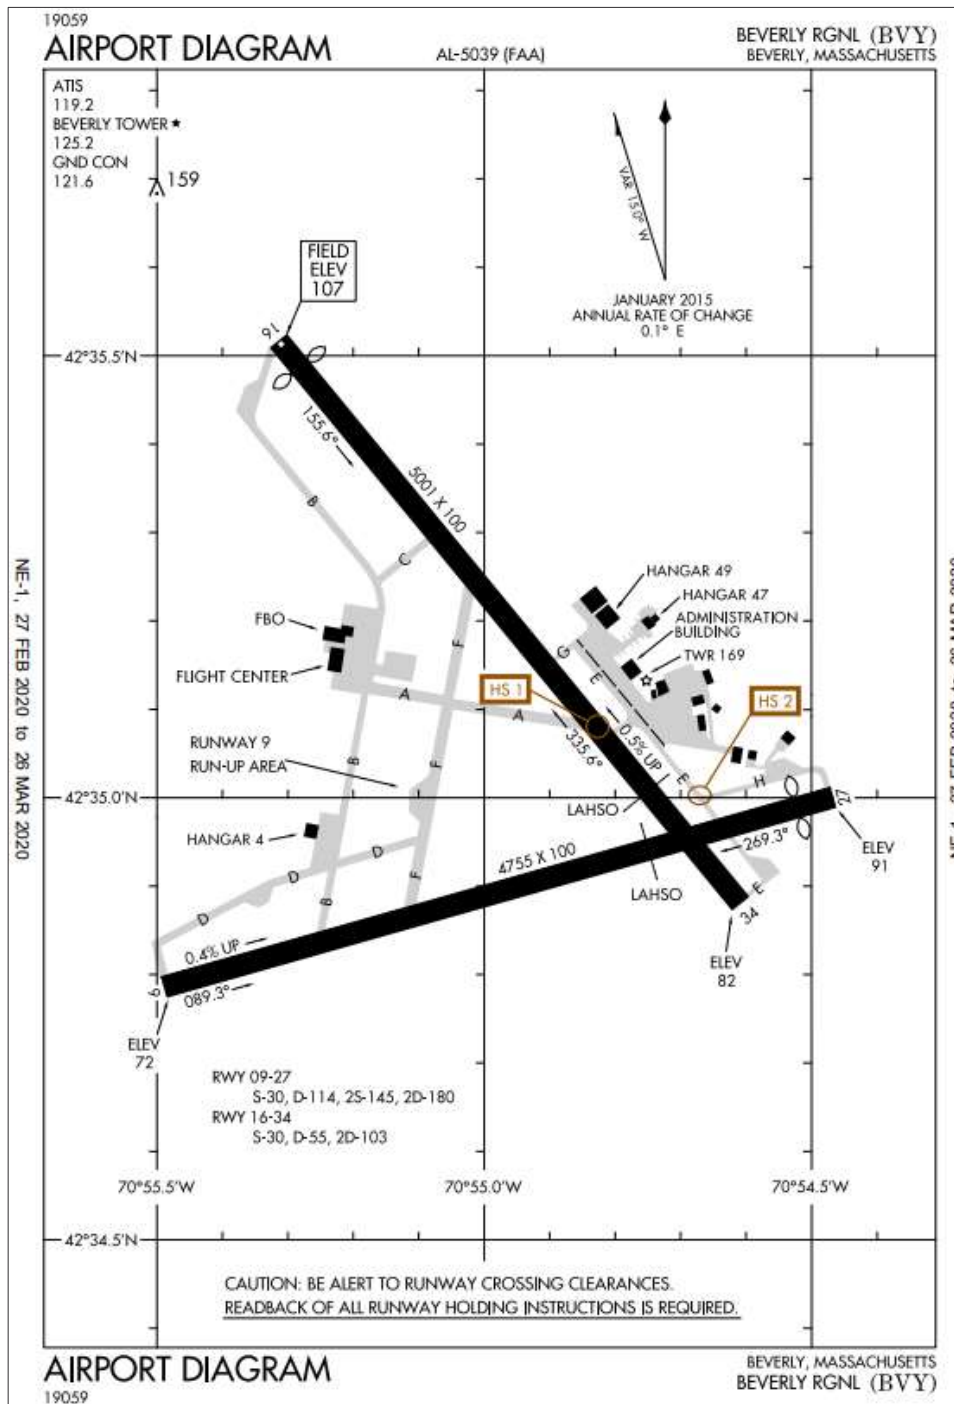 19059
AIRPORT DIAGRAM
AL-5039 (FAA)
BEVERLY RGNL (BVY)
BEVERLY, MASSACHUSETTS
ATIS
119.2
BEVERLY TOWER ★
125.2
GND CON
121.6
159
VAR 15.0° W
JANUARY 2015
ANNUAL RATE OF CHANGE
0.1° E
FIELD
ELEV
107
16
42°35.5'N
155.6°
5001 X 100
B
C
F
HANGAR 49
HANGAR 47
ADMINISTRATION
BUILDING
TWR 169
FBO
FLIGHT CENTER
G
E
HS 1
HS 2
A
A
335.6°
0.5% UP
RUNWAY 9
RUN-UP AREA
B
F
E
H
42°35.0'N
LAHSO
27
ELEV
91
HANGAR 4
D
D
D
B
F
4755 X 100
269.3°
LAHSO
E
34
ELEV
82
0.4% UP
089.3°
9
ELEV
72
RWY 09-27
S-30, D-114, 2S-145, 2D-180
RWY 16-34
S-30, D-55, 2D-103
70°55.5'W
70°55.0'W
70°54.5'W
42°34.5'N
CAUTION: BE ALERT TO RUNWAY CROSSING CLEARANCES.
READBACK OF ALL RUNWAY HOLDING INSTRUCTIONS IS REQUIRED.
NE-1, 27 FEB 2020 to 26 MAR 2020
AIRPORT DIAGRAM
19059
BEVERLY, MASSACHUSETTS
BEVERLY RGNL (BVY)